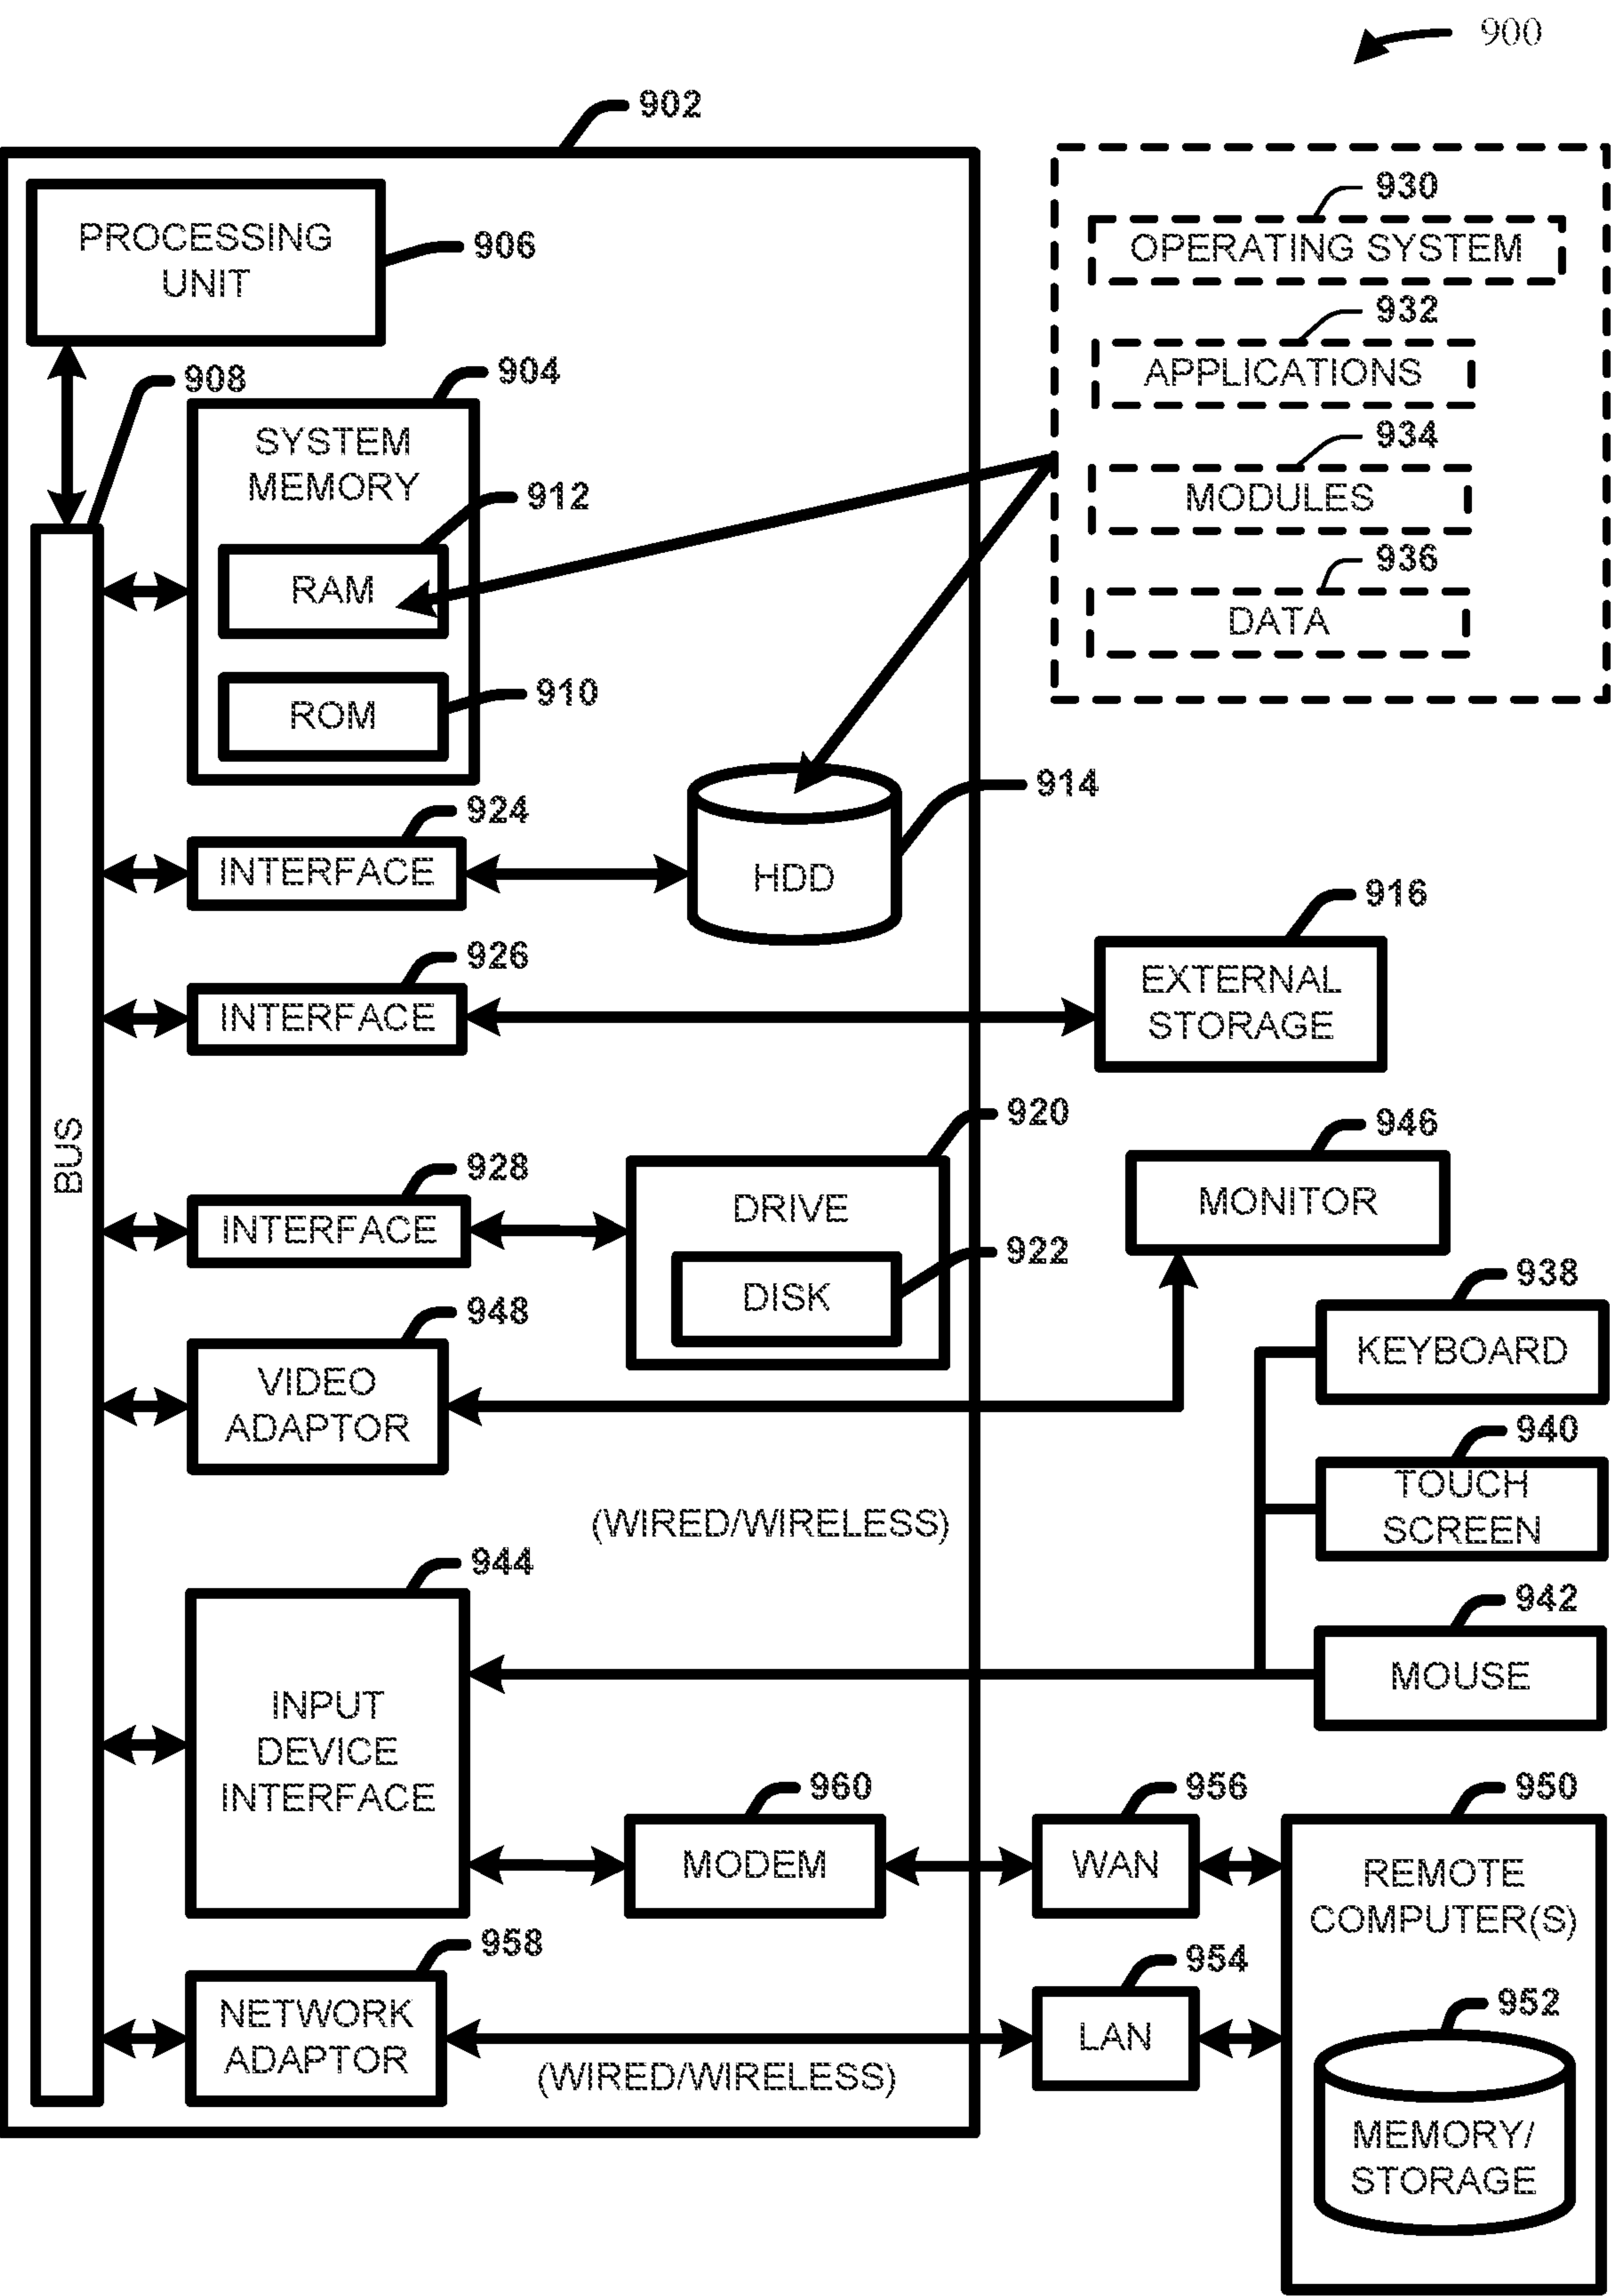 900
902
PROCESSING
UNIT
906
930
OPERATING SYSTEM
932
APPLICATIONS
934
MODULES
936
DATA
908
904
SYSTEM
MEMORY
912
RAM
910
ROM
914
HDD
924
INTERFACE
916
EXTERNAL
STORAGE
926
INTERFACE
BUS
920
DRIVE
922
DISK
928
INTERFACE
946
MONITOR
948
VIDEO
ADAPTOR
938
KEYBOARD
940
TOUCH
SCREEN
(WIRED/WIRELESS)
942
MOUSE
944
INPUT
DEVICE
INTERFACE
960
MODEM
956
WAN
950
REMOTE
COMPUTER(S)
958
NETWORK
ADAPTOR
(WIRED/WIRELESS)
954
LAN
952
MEMORY/
STORAGE